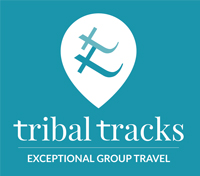 tribal tracks
EXCEPTIONAL GROUP TRAVEL